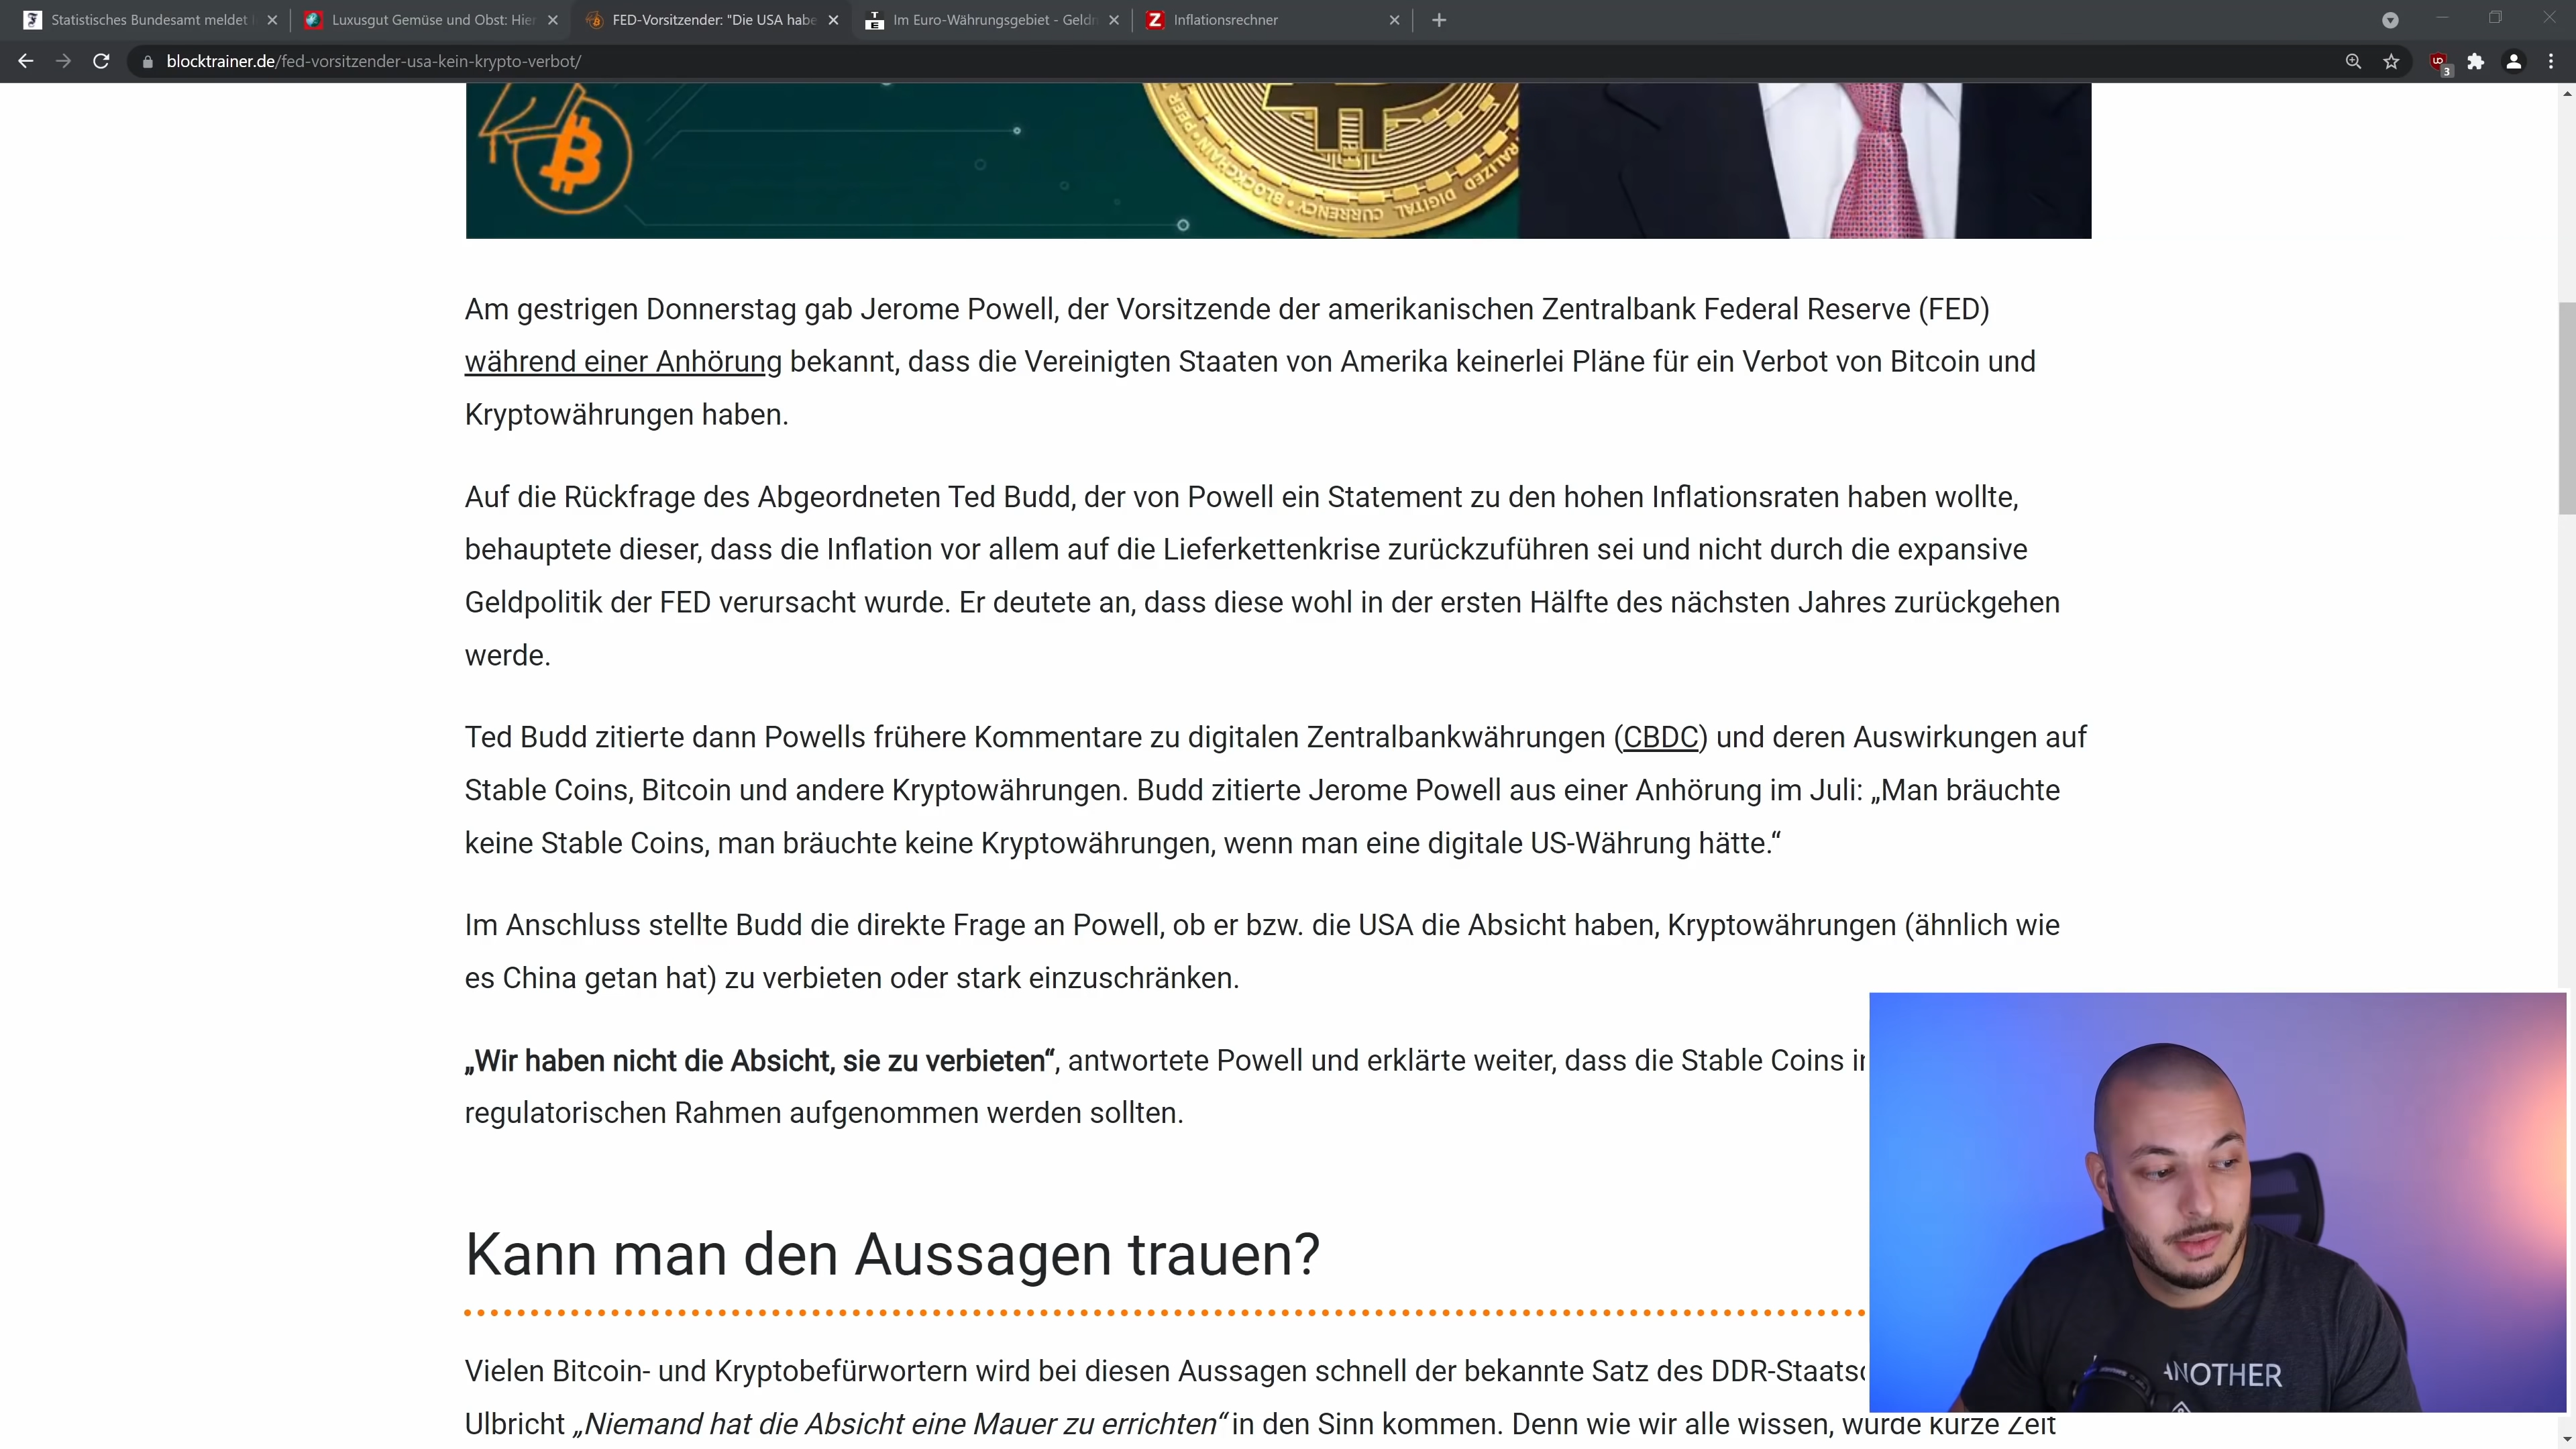 Statistisches Bundesamt meldet
Luxusgut Gemüse und Obst: Hier
FED-Vorsitzender: "Die USA habe
Im Euro-Währungsgebiet - Geld
Inflationsrechner
blocktrainer.de/fed-vorsitzender-usa-kein-krypto-verbot/
3
DIGITAL CURRENCY • BLOCKCHAIN • PEER
Am gestrigen Donnerstag gab Jerome Powell, der Vorsitzende der amerikanischen Zentralbank Federal Reserve (FED)
während einer Anhörung bekannt, dass die Vereinigten Staaten von Amerika keinerlei Pläne für ein Verbot von Bitcoin und
Kryptowährungen haben.
Auf die Rückfrage des Abgeordneten Ted Budd, der von Powell ein Statement zu den hohen Inflationsraten haben wollte,
behauptete dieser, dass die Inflation vor allem auf die Lieferkettenkrise zurückzuführen sei und nicht durch die expansive
Geldpolitik der FED verursacht wurde. Er deutete an, dass diese wohl in der ersten Hälfte des nächsten Jahres zurückgehen
werde.
Ted Budd zitierte dann Powells frühere Kommentare zu digitalen Zentralbankwährungen (CBDC) und deren Auswirkungen auf
Stable Coins, Bitcoin und andere Kryptowährungen. Budd zitierte Jerome Powell aus einer Anhörung im Juli: „Man bräuchte
keine Stable Coins, man bräuchte keine Kryptowährungen, wenn man eine digitale US-Währung hätte.“
Im Anschluss stellte Budd die direkte Frage an Powell, ob er bzw. die USA die Absicht haben, Kryptowährungen (ähnlich wie
es China getan hat) zu verbieten oder stark einzuschränken.
„Wir haben nicht die Absicht, sie zu verbieten“, antwortete Powell und erklärte weiter, dass die Stable Coins
regulatorischen Rahmen aufgenommen werden sollten.
Kann man den Aussagen trauen?
Vielen Bitcoin- und Kryptobefürwortern wird bei diesen Aussagen schnell der bekannte Satz des DDR-Staats
Ulbricht „Niemand hat die Absicht eine Mauer zu errichten“ in den Sinn kommen. Denn wie wir alle wissen, wurde kurze Zeit
ANOTHER